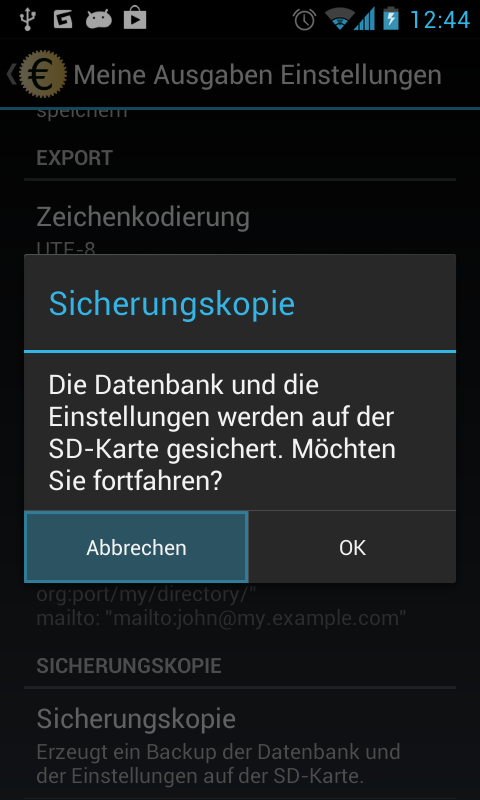 12:44
Meine Ausgaben Einstellungen
speichern
EXPORT
Zeichenkodierung
UTF-8
Sicherungskopie
Die Datenbank und die
Einstellungen werden auf der
SD-Karte gesichert. Möchten
Sie fortfahren?
Abbrechen
OK
org:port/my/directory/"
mailto: "mailto:john@my.example.com"
SICHERUNGSKOPIE
Sicherungskopie
Erzeugt ein Backup der Datenbank und
der Einstellungen auf der SD-Karte.